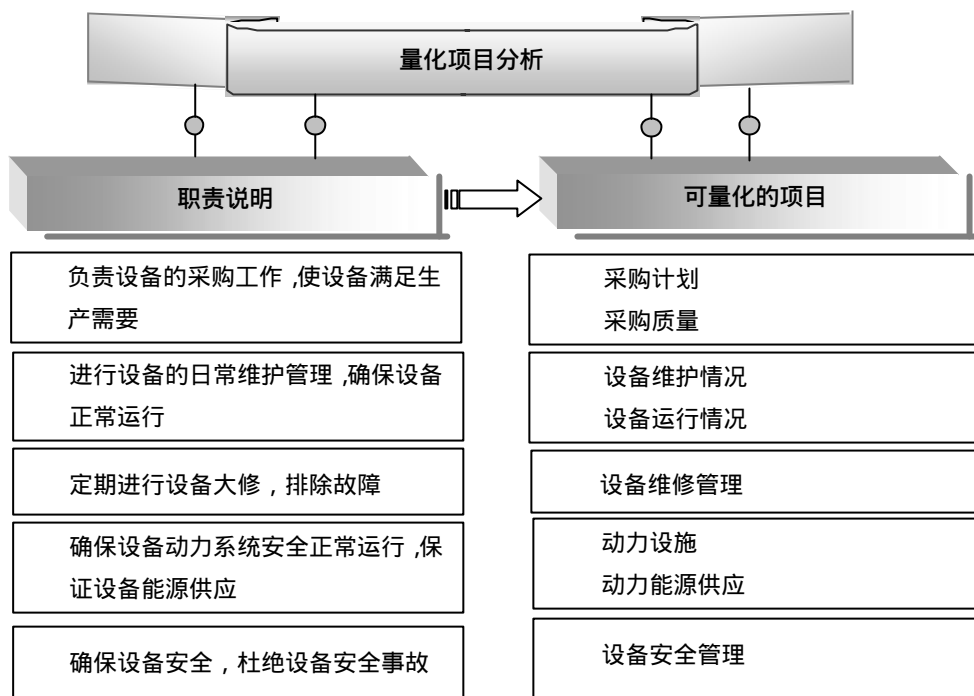 量化项目分析
职责说明
可量化的项目
负责设备的采购工作,使设备满足生
产需要
采购计划
采购质量
进行设备的日常维护管理,确保设备
正常运行
设备维护情况
设备运行情况
定期进行设备大修,排除故障
设备维修管理
确保设备动力系统安全正常运行,保
证设备能源供应
动力设施
动力能源供应
确保设备安全,杜绝设备安全事故
设备安全管理